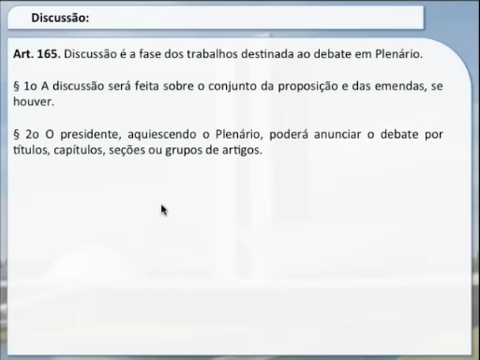 Discussão:
Art. 165. Discussão é a fase dos trabalhos destinada ao debate em Plenário.
§ 1o A discussão será feita sobre o conjunto da proposição e das emendas, se
houver.
§ 2o O presidente, aquiescendo o Plenário, poderá anunciar o debate por
títulos, capítulos, seções ou grupos de artigos.